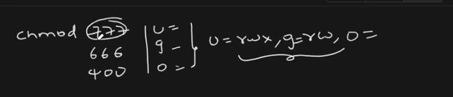 chmod 777 | u = } u = rwx, g = rw, o =
666 | g =
400 | o =